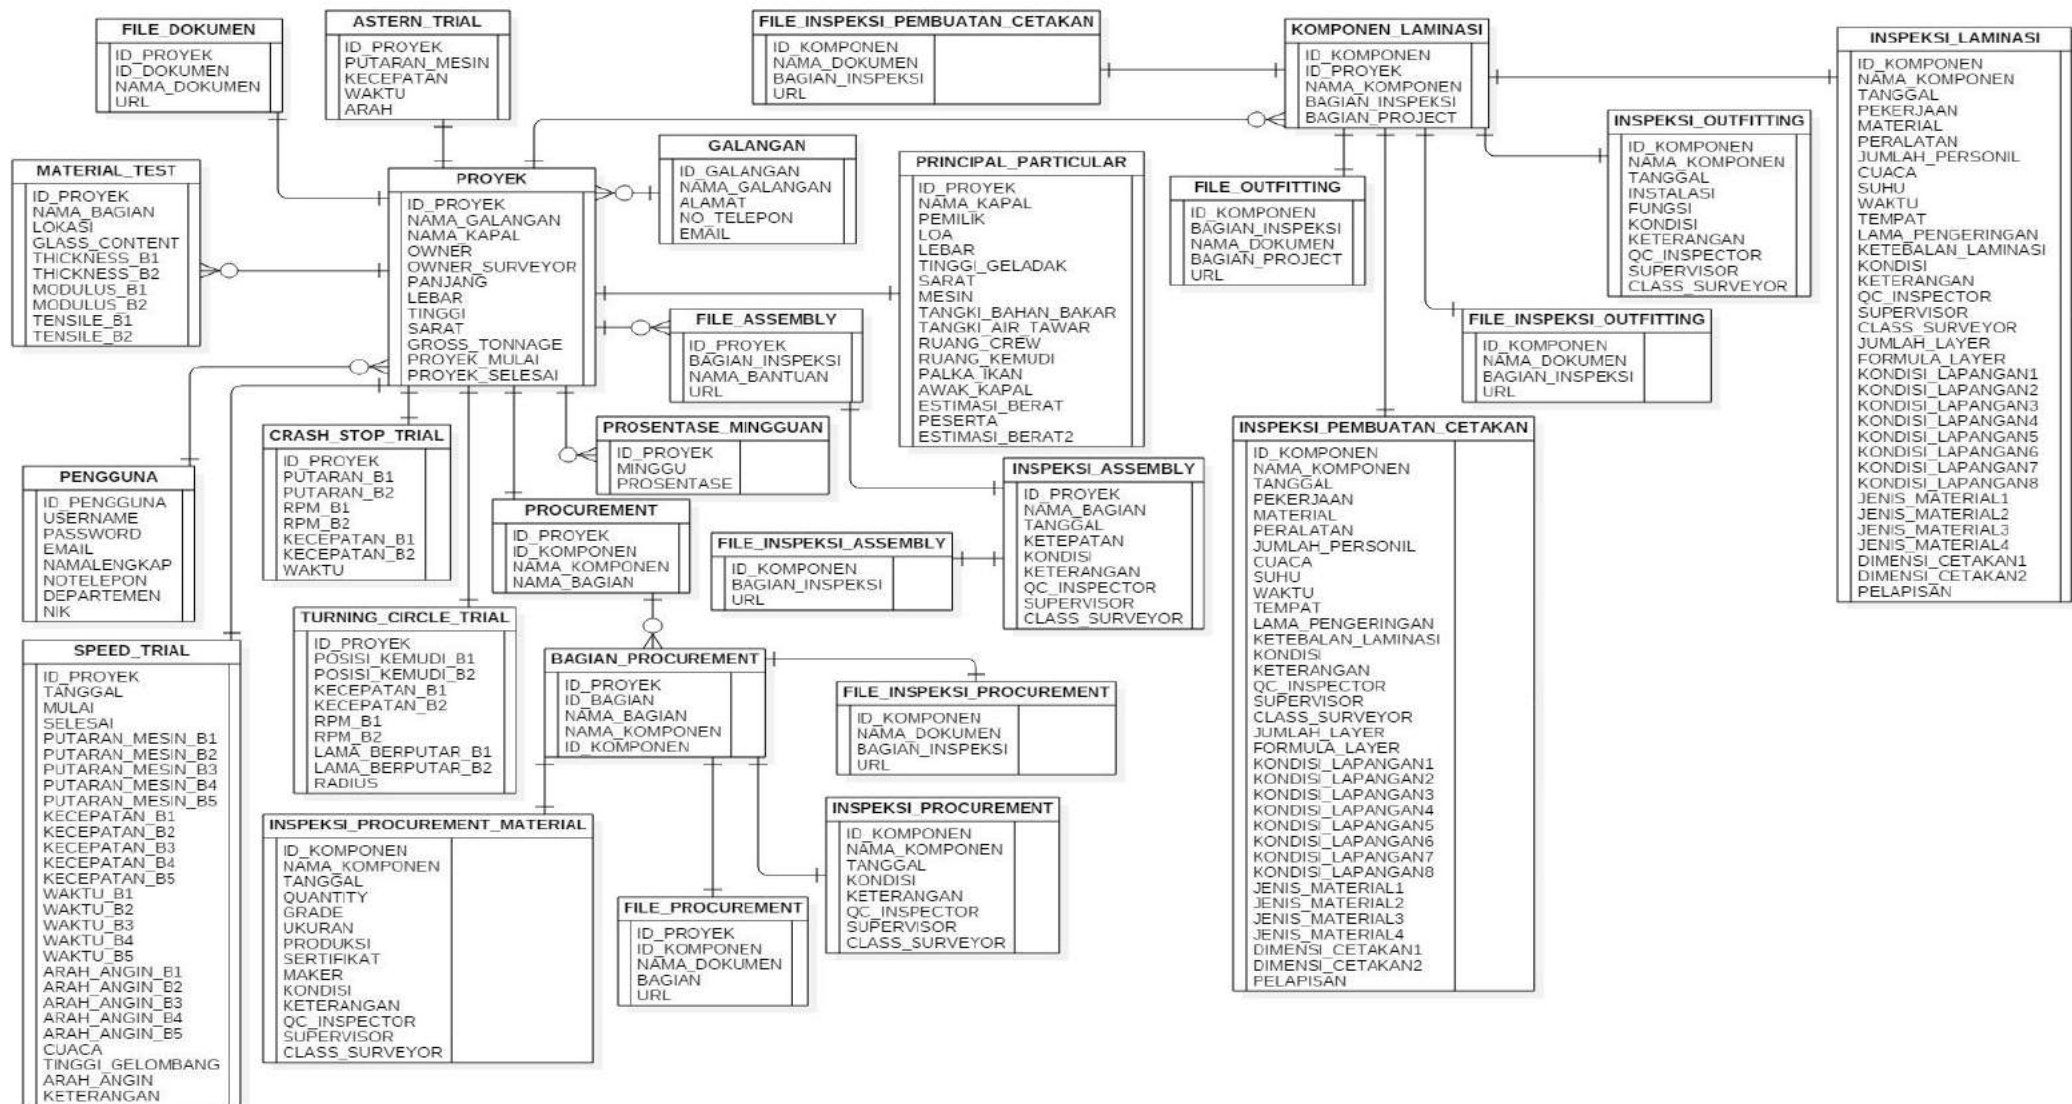 FILE_DOKUMEN
ID_PROYEK
ID_DOKUMEN
NAMA_DOKUMEN
URL
ASTERN_TRIAL
ID_PROYEK
PUTARAN_MESIN
KECEPATAN
WAKTU
ARAH
FILE_INSPEKSI_PEMBUATAN_CETAKAN
ID_KOMPONEN
NAMA_DOKUMEN
BAGIAN_INSPEKSI
URL
KOMPONEN_LAMINASI
ID_KOMPONEN
ID_PROYEK
NAMA_KOMPONEN
BAGIAN_INSPEKSI
BAGIAN_PROJECT
INSPEKSI_LAMINASI
ID_KOMPONEN
NAMA_KOMPONEN
TANGGAL
PEKERJAAN
MATERIAL
PERALATAN
JUMLAH_PERSONIL
CUACA
SUHU
WAKTU
TEMPAT
LAMA_PENGERINGAN
KETEBALAN_LAMINASI
KONDISI
KETERANGAN
QC_INSPECTOR
SUPERVISOR
CLASS_SURVEYOR
JUMLAH_LAYER
FORMULA_LAYER
KONDISI_LAPANGAN1
KONDISI_LAPANGAN2
KONDISI_LAPANGAN3
KONDISI_LAPANGAN4
KONDISI_LAPANGAN5
KONDISI_LAPANGAN6
KONDISI_LAPANGAN7
KONDISI_LAPANGAN8
JENIS_MATERIAL1
JENIS_MATERIAL2
JENIS_MATERIAL3
JENIS_MATERIAL4
DIMENSI_CETAKAN1
DIMENSI_CETAKAN2
PELAPISAN
INSPEKSI_OUTFITTING
ID_KOMPONEN
NAMA_KOMPONEN
TANGGAL
INSTALASI
FUNGSI
KONDISI
KETERANGAN
QC_INSPECTOR
SUPERVISOR
CLASS_SURVEYOR
MATERIAL_TEST
ID_PROYEK
NAMA_BAGIAN
LOKASI
GLASS_CONTENT
THICKNESS_B1
THICKNESS_B2
MODULUS_B1
MODULUS_B2
TENSILE_B1
TENSILE_B2
PROYEK
ID_PROYEK
NAMA_GALANGAN
NAMA_KAPAL
OWNER
OWNER_SURVEYOR
PANJANG
LEBAR
TINGGI
SARAT
GROSS_TONNAGE
PROYEK_MULAI
PROYEK_SELESAI
GALANGAN
ID_GALANGAN
NAMA_GALANGAN
ALAMAT
NO_TELEPON
EMAIL
PRINCIPAL_PARTICULAR
ID_PROYEK
NAMA_KAPAL
PEMILIK
LOA
LEBAR
TINGGI_GELADAK
SARAT
MESIN
TANGKI_BAHAN_BAKAR
TANGKI_AIR_TAWAR
RUANG_CREW
RUANG_KEMUDI
PALKA_IKAN
AWAK_KAPAL
ESTIMASI_BERAT
PESERTA
ESTIMASI_BERAT2
FILE_OUTFITTING
ID_KOMPONEN
BAGIAN_INSPEKSI
NAMA_DOKUMEN
BAGIAN_PROJECT
URL
FILE_ASSEMBLY
ID_PROYEK
BAGIAN_INSPEKSI
NAMA_BANTUAN
URL
FILE_INSPEKSI_OUTFITTING
ID_KOMPONEN
NAMA_DOKUMEN
BAGIAN_INSPEKSI
URL
CRASH_STOP_TRIAL
ID_PROYEK
PUTARAN_B1
PUTARAN_B2
RPM_B1
RPM_B2
KECEPATAN_B1
KECEPATAN_B2
WAKTU
PROSENTASE_MINGGUAN
ID_PROYEK
MINGGU
PROSENTASE
INSPEKSI_PEMBUATAN_CETAKAN
ID_KOMPONEN
NAMA_KOMPONEN
TANGGAL
PEKERJAAN
MATERIAL
PERALATAN
JUMLAH_PERSONIL
CUACA
SUHU
WAKTU
TEMPAT
LAMA_PENGERINGAN
KETEBALAN_LAMINASI
KONDISI
KETERANGAN
QC_INSPECTOR
SUPERVISOR
CLASS_SURVEYOR
JUMLAH_LAYER
FORMULA_LAYER
KONDISI_LAPANGAN1
KONDISI_LAPANGAN2
KONDISI_LAPANGAN3
KONDISI_LAPANGAN4
KONDISI_LAPANGAN5
KONDISI_LAPANGAN6
KONDISI_LAPANGAN7
KONDISI_LAPANGAN8
JENIS_MATERIAL1
JENIS_MATERIAL2
JENIS_MATERIAL3
JENIS_MATERIAL4
DIMENSI_CETAKAN1
DIMENSI_CETAKAN2
PELAPISAN
PENGGUNA
ID_PENGGUNA
USERNAME
PASSWORD
EMAIL
NAMALENGKAP
NOTELEPON
DEPARTEMEN
NIK
INSPEKSI_ASSEMBLY
ID_PROYEK
NAMA_BAGIAN
TANGGAL
KETEPATAN
KONDISI
KETERANGAN
QC_INSPECTOR
SUPERVISOR
CLASS_SURVEYOR
PROCUREMENT
ID_PROYEK
ID_KOMPONEN
NAMA_KOMPONEN
NAMA_BAGIAN
FILE_INSPEKSI_ASSEMBLY
ID_KOMPONEN
BAGIAN_INSPEKSI
URL
TURNING_CIRCLE_TRIAL
ID_PROYEK
POSISI_KEMUDI_B1
POSISI_KEMUDI_B2
KECEPATAN_B1
KECEPATAN_B2
RPM_B1
RPM_B2
LAMA_BERPUTAR_B1
LAMA_BERPUTAR_B2
RADIUS
SPEED_TRIAL
ID_PROYEK
TANGGAL
MULAI
SELESAI
PUTARAN_MESIN_B1
PUTARAN_MESIN_B2
PUTARAN_MESIN_B3
PUTARAN_MESIN_B4
PUTARAN_MESIN_B5
KECEPATAN_B1
KECEPATAN_B2
KECEPATAN_B3
KECEPATAN_B4
KECEPATAN_B5
WAKTU_B1
WAKTU_B2
WAKTU_B3
WAKTU_B4
WAKTU_B5
ARAH_ANGIN_B1
ARAH_ANGIN_B2
ARAH_ANGIN_B3
ARAH_ANGIN_B4
ARAH_ANGIN_B5
CUACA
TINGGI_GELOMBANG
ARAH_ANGIN
KETERANGAN
BAGIAN_PROCUREMENT
ID_PROYEK
ID_BAGIAN
NAMA_BAGIAN
NAMA_KOMPONEN
ID_KOMPONEN
FILE_INSPEKSI_PROCUREMENT
ID_KOMPONEN
NAMA_DOKUMEN
BAGIAN_INSPEKSI
URL
INSPEKSI_PROCUREMENT
ID_KOMPONEN
NAMA_KOMPONEN
TANGGAL
KONDISI
KETERANGAN
QC_INSPECTOR
SUPERVISOR
CLASS_SURVEYOR
INSPEKSI_PROCUREMENT_MATERIAL
ID_KOMPONEN
NAMA_KOMPONEN
TANGGAL
QUANTITY
GRADE
UKURAN
PRODUKSI
SERTIFIKAT
MAKER
KONDISI
KETERANGAN
QC_INSPECTOR
SUPERVISOR
CLASS_SURVEYOR
FILE_PROCUREMENT
ID_PROYEK
ID_KOMPONEN
NAMA_DOKUMEN
BAGIAN
URL